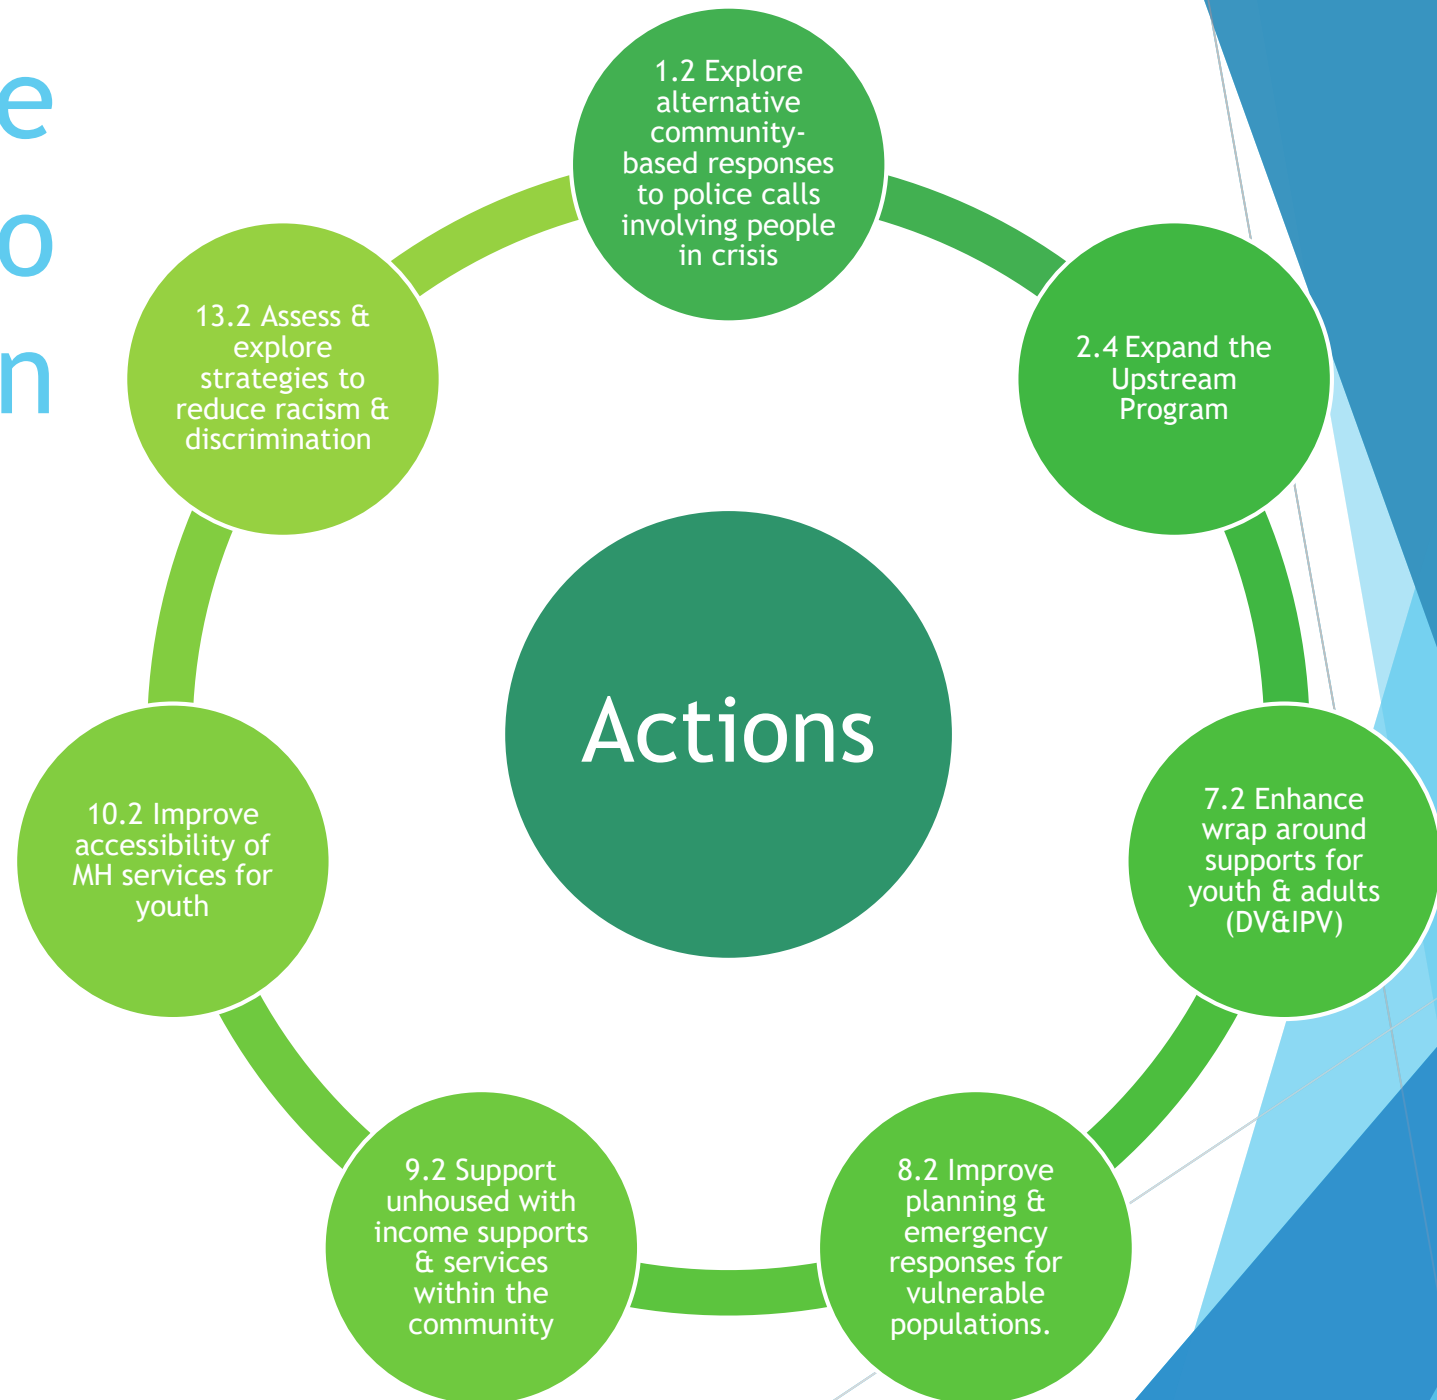 e
o
n
1.2 Explore
alternative
community-
based responses
to police calls
involving people
in crisis
2.4 Expand the
Upstream
Program
7.2 Enhance
wrap around
supports for
youth & adults
(DV&IPV)
8.2 Improve
planning &
emergency
responses for
vulnerable
populations.
9.2 Support
unhoused with
income supports
& services
within the
community
10.2 Improve
accessibility of
MH services for
youth
13.2 Assess &
explore
strategies to
reduce racism &
discrimination
Actions